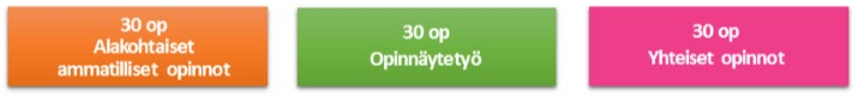 30 op
Alakohtaiset
ammatilliset opinnot
30 op
Opinnäytetyö
30 op
Yhteiset opinnot